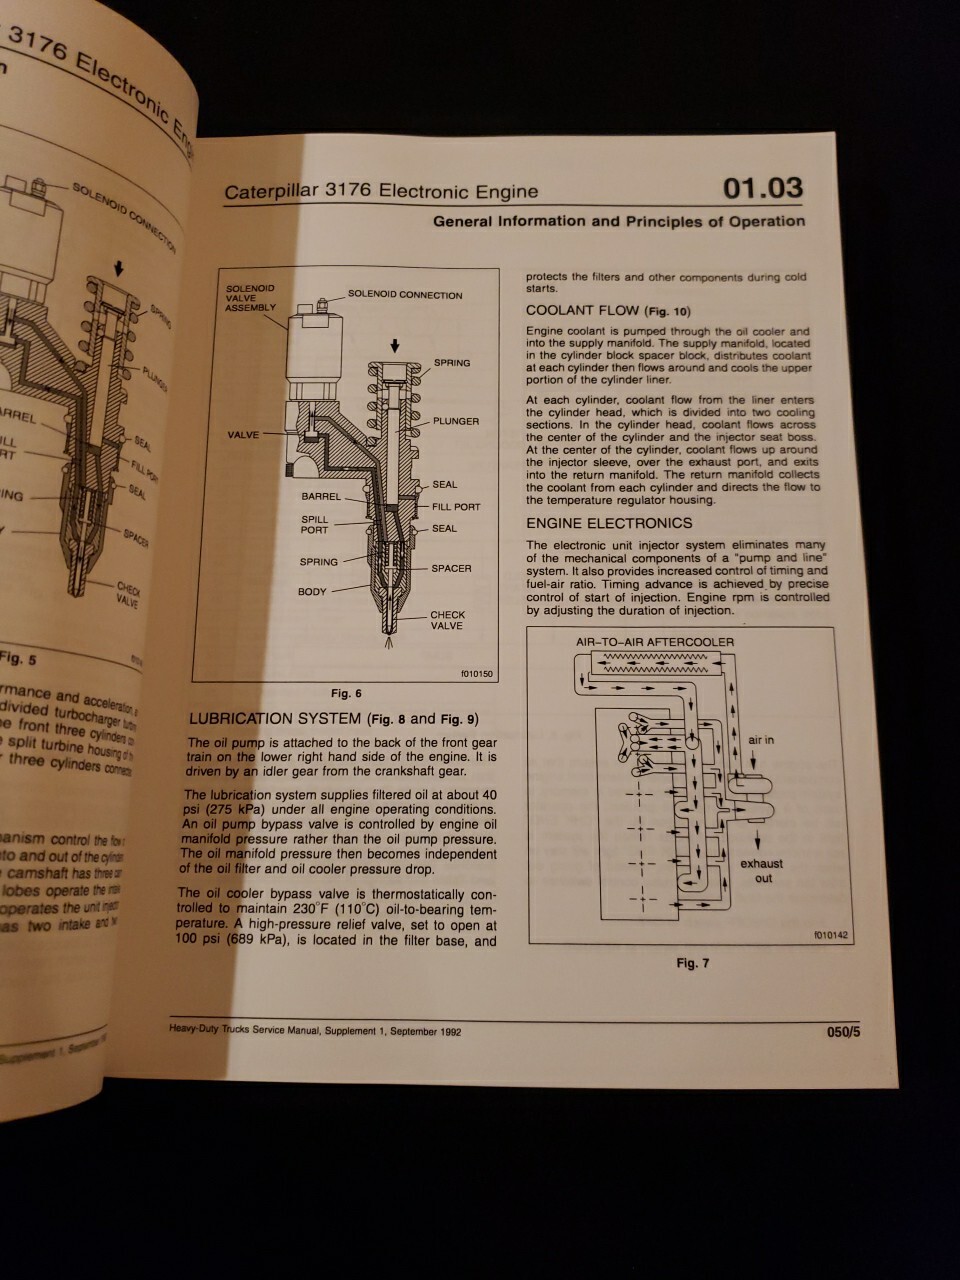 3176 Electronic
SOLENOID CONNECTION
SPRING
PLUNGER
SEAL
FILL PORT
SEAL
SPACER
CHECK
VALVE
Fig. 5
and acceleration
divided turbocharger
front three cylinders
split turbine housing
three cylinders
control the
and out of the
camshaft has three
lobes operate the
operates the unit
two intake and
Supplement 1,
Caterpillar 3176 Electronic Engine
01.03
General Information and Principles of Operation
SOLENOID
VALVE
ASSEMBLY
SOLENOID CONNECTION
SPRING
PLUNGER
VALVE
BARREL
SEAL
FILL PORT
SPILL
PORT
SEAL
SPRING
SPACER
BODY
CHECK
VALVE
f010150
Fig. 6
LUBRICATION SYSTEM (Fig. 8 and Fig. 9)
The oil pump is attached to the back of the front gear
train on the lower right hand side of the engine. It is
driven by an idler gear from the crankshaft gear.
The lubrication system supplies filtered oil at about 40
psi (275 kPa) under all engine operating conditions.
An oil pump bypass valve is controlled by engine oil
manifold pressure rather than the oil pump pressure.
The oil manifold pressure then becomes independent
of the oil filter and oil cooler pressure drop.
The oil cooler bypass valve is thermostatically con-
trolled to maintain 230°F (110°C) oil-to-bearing tem-
perature. A high-pressure relief valve, set to open at
100 psi (689 kPa), is located in the filter base, and
protects the filters and other components during cold
starts.
COOLANT FLOW (Fig. 10)
Engine coolant is pumped through the oil cooler and
into the supply manifold. The supply manifold, located
in the cylinder block spacer block, distributes coolant
at each cylinder then flows around and cools the upper
portion of the cylinder liner.
At each cylinder, coolant flow from the liner enters
the cylinder head, which is divided into two cooling
sections. In the cylinder head, coolant flows across
the center of the cylinder and the injector seat boss.
At the center of the cylinder, coolant flows up around
the injector sleeve, over the exhaust port, and exits
into the return manifold. The return manifold collects
the coolant from each cylinder and directs the flow to
the temperature regulator housing.
ENGINE ELECTRONICS
The electronic unit injector system eliminates many
of the mechanical components of a "pump and line"
system. It also provides increased control of timing and
fuel-air ratio. Timing advance is achieved by precise
control of start of injection. Engine rpm is controlled
by adjusting the duration of injection.
AIR-TO-AIR AFTERCOOLER
air in
exhaust
out
f010142
Fig. 7
Heavy-Duty Trucks Service Manual, Supplement 1, September 1992
050/5